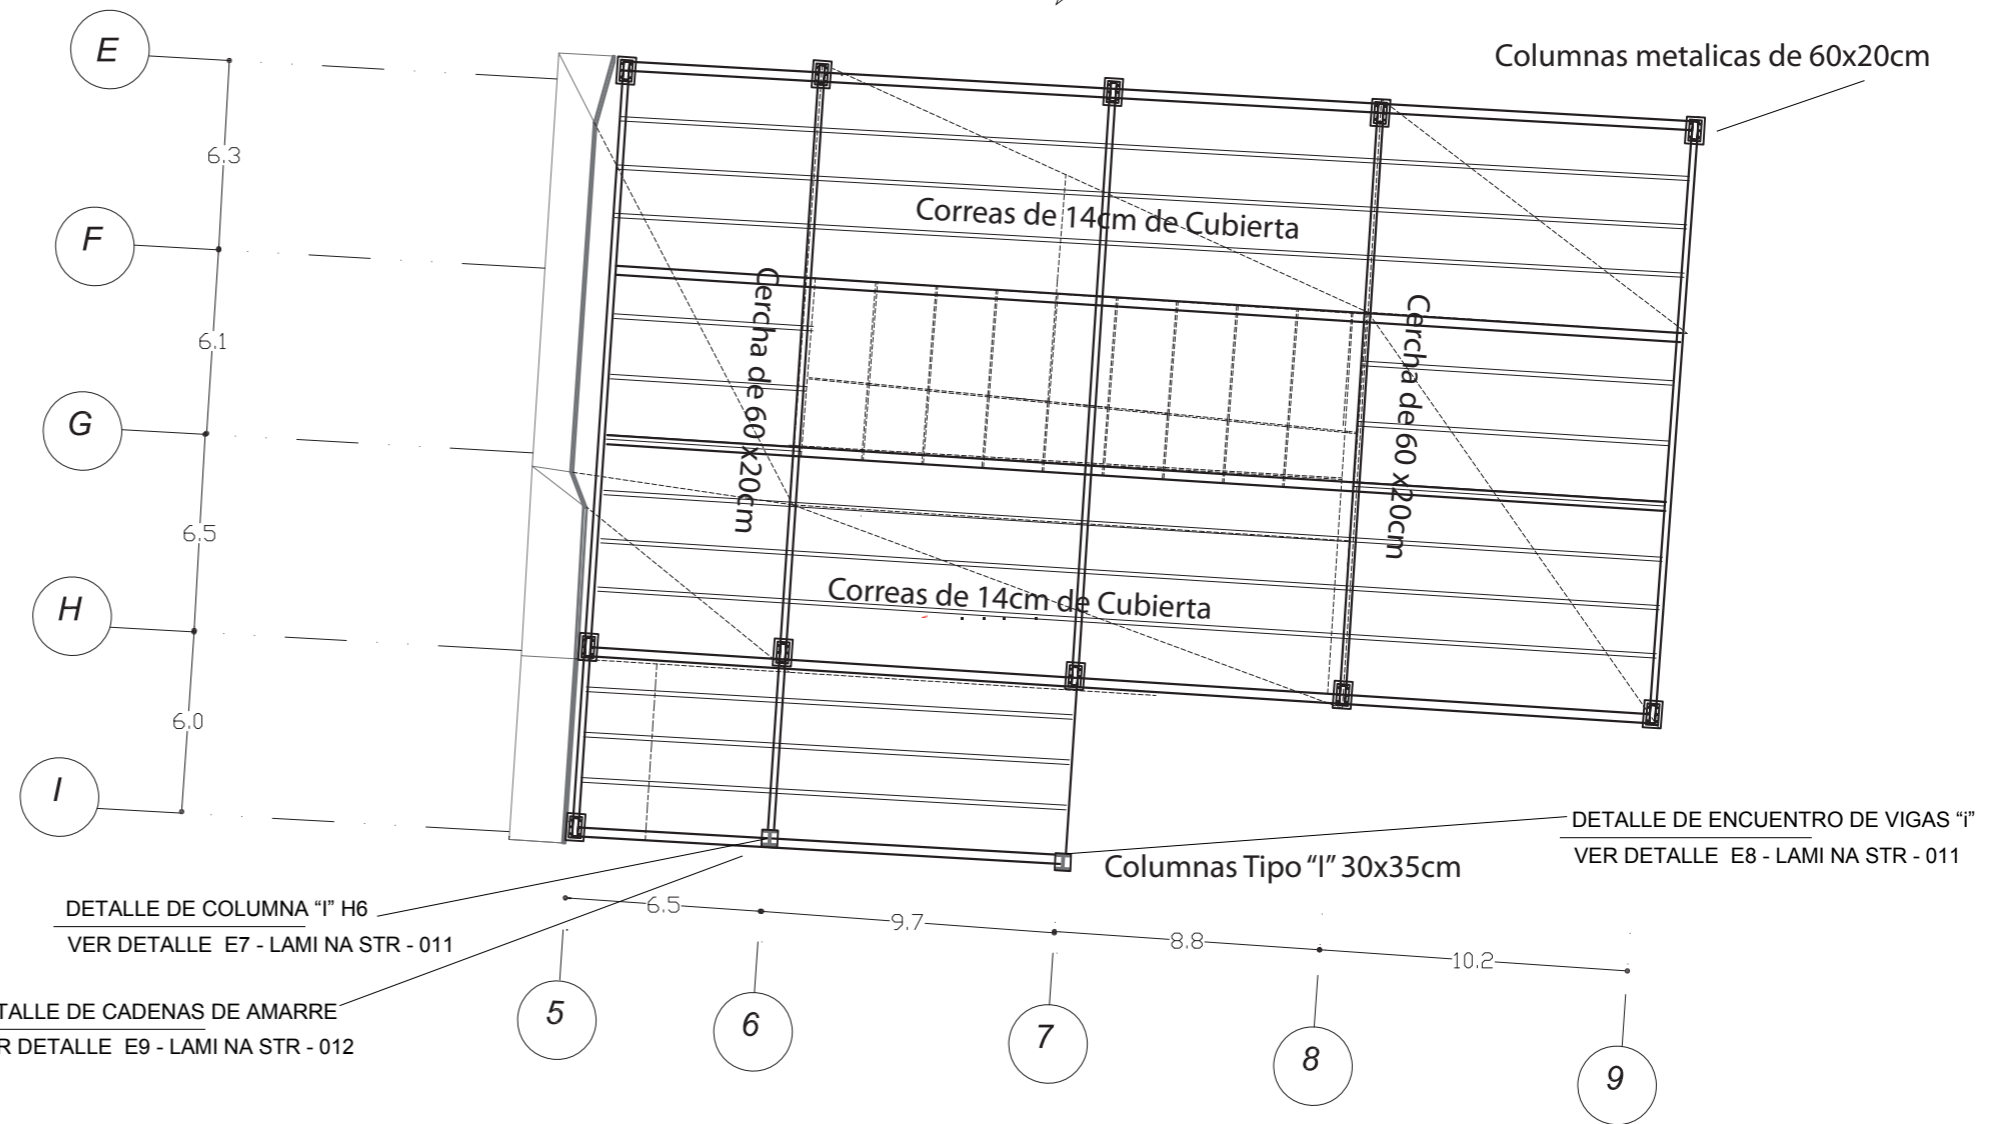 Columnas metalicas de 60x20cm
E
6.3
F
Correas de 14cm de Cubierta
6.1
Cercha de 60 x20cm
Cercha de 60 x20cm
G
6.5
H
Correas de 14cm de Cubierta
6.0
I
DETALLE DE ENCUENTRO DE VIGAS “i”
VER DETALLE E8 - LAMI NA STR - 011
Columnas Tipo “I” 30x35cm
DETALLE DE COLUMNA “I” H6
VER DETALLE E7 - LAMI NA STR - 011
6.5
9.7
8.8
10.2
TALLE DE CADENAS DE AMARRE
R DETALLE E9 - LAMI NA STR - 012
5
6
7
8
9